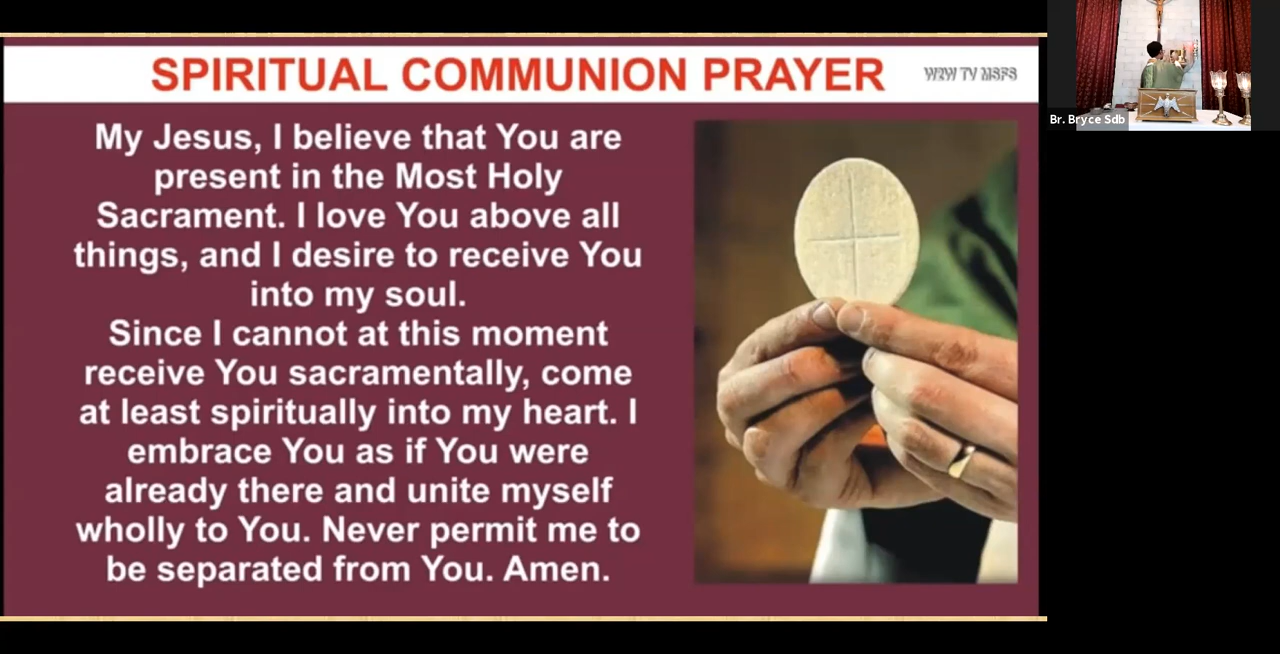 SPIRITUAL COMMUNION PRAYER
W2W TV MSFS
My Jesus, I believe that You are
present in the Most Holy
Sacrament. I love You above all
things, and I desire to receive You
into my soul.
Since I cannot at this moment
receive You sacramentally, come
at least spiritually into my heart. I
embrace You as if You were
already there and unite myself
wholly to You. Never permit me to
be separated from You. Amen.
Br. Bryce Sdb